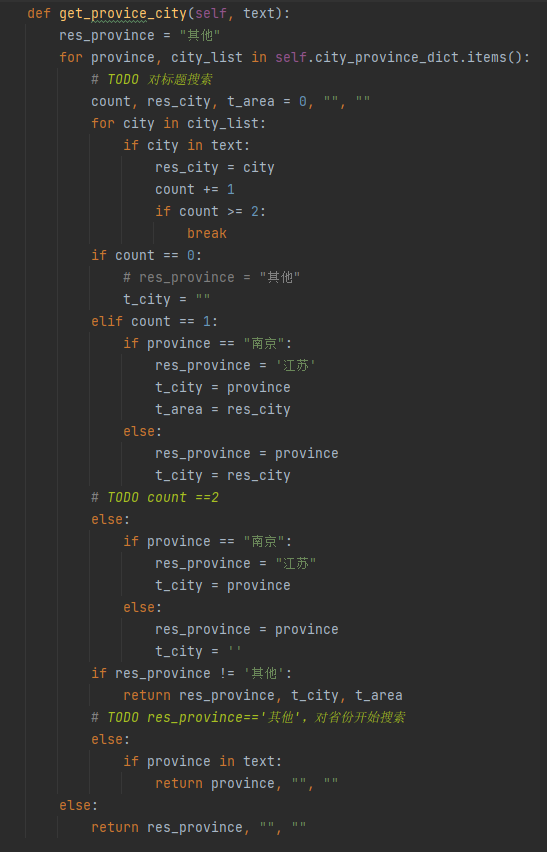 def get_provice_city(self, text):
    res_province = "其他"
    for province, city_list in self.city_province_dict.items():
        # TODO 对标题搜索
        count, res_city, t_area = 0, "", ""
        for city in city_list:
            if city in text:
                res_city = city
                count += 1
                if count >= 2:
                    break
        if count == 0:
            # res_province = "其他"
            t_city = ""
        elif count == 1:
            if province == "南京":
                res_province = '江苏'
                t_city = province
                t_area = res_city
            else:
                res_province = province
                t_city = res_city
        # TODO count ==2
        else:
            if province == "南京":
                res_province = "江苏"
                t_city = province
            else:
                res_province = province
                t_city = ''
        if res_province != '其他':
            return res_province, t_city, t_area
        # TODO res_province=='其他'，对省份开始搜索
        else:
            if province in text:
                return province, "", ""
    else:
        return res_province, "", ""